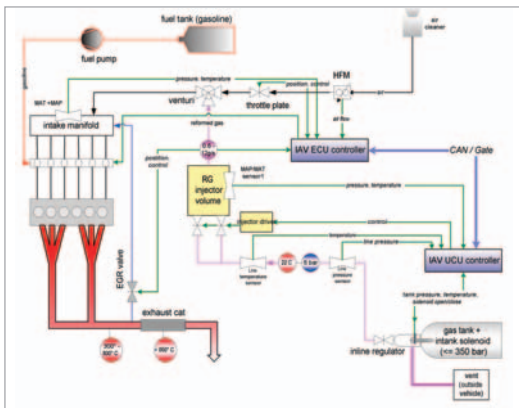 fuel tank (gasoline)
fuel pump
air
cleaner
gasoline
pressure, temperature
position, control
HFM
MAT +MAP
venturi
throttle plate
air
intake manifold
reformed gas
air flow
IAV ECU controller
CAN / Gate
position,
control
RG
injector
volume
MAP/MAT
sensor
pressure, temperature
injector drive
control
temperature
line pressure
IAV UCU controller
EGR valve
5 bar
Line
temperature
sensor
Line
pressure
sensor
tank pressure, temperature,
solenoid open/close
exhaust cat
inline regulator
gas tank +
intank solenoid
(<= 350 bar)
vent
(outside
vehicle)